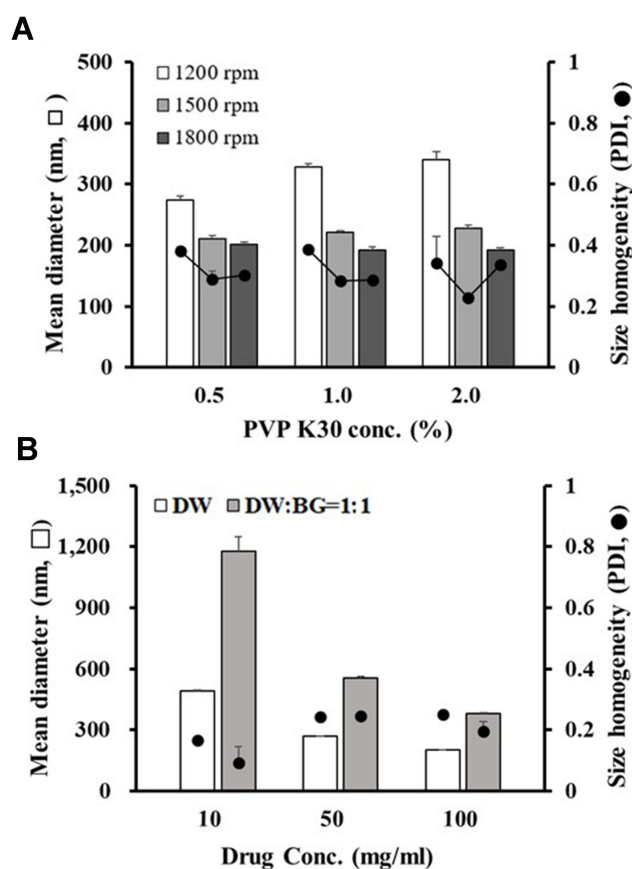 A
Mean diameter (nm, □)
500
400
300
200
100
0
1200 rpm
1500 rpm
1800 rpm
1
0.8
0.6
0.4
0.2
0
Size homogeneity (PDI, ●)
0.5 1.0 2.0
PVP K30 conc. (%)
B
Mean diameter (nm, □)
1,500
1,200
900
600
300
0
DW DW:BG=1:1
1
0.8
0.6
0.4
0.2
0
Size homogeneity (PDI, ●)
10 50 100
Drug Conc. (mg/ml)